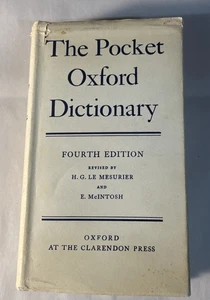 The Pocket
Oxford
Dictionary
FOURTH EDITION
REVISED BY
H. G. LE MESURIER
AND
E. McINTOSH
OXFORD
AT THE CLARENDON PRESS